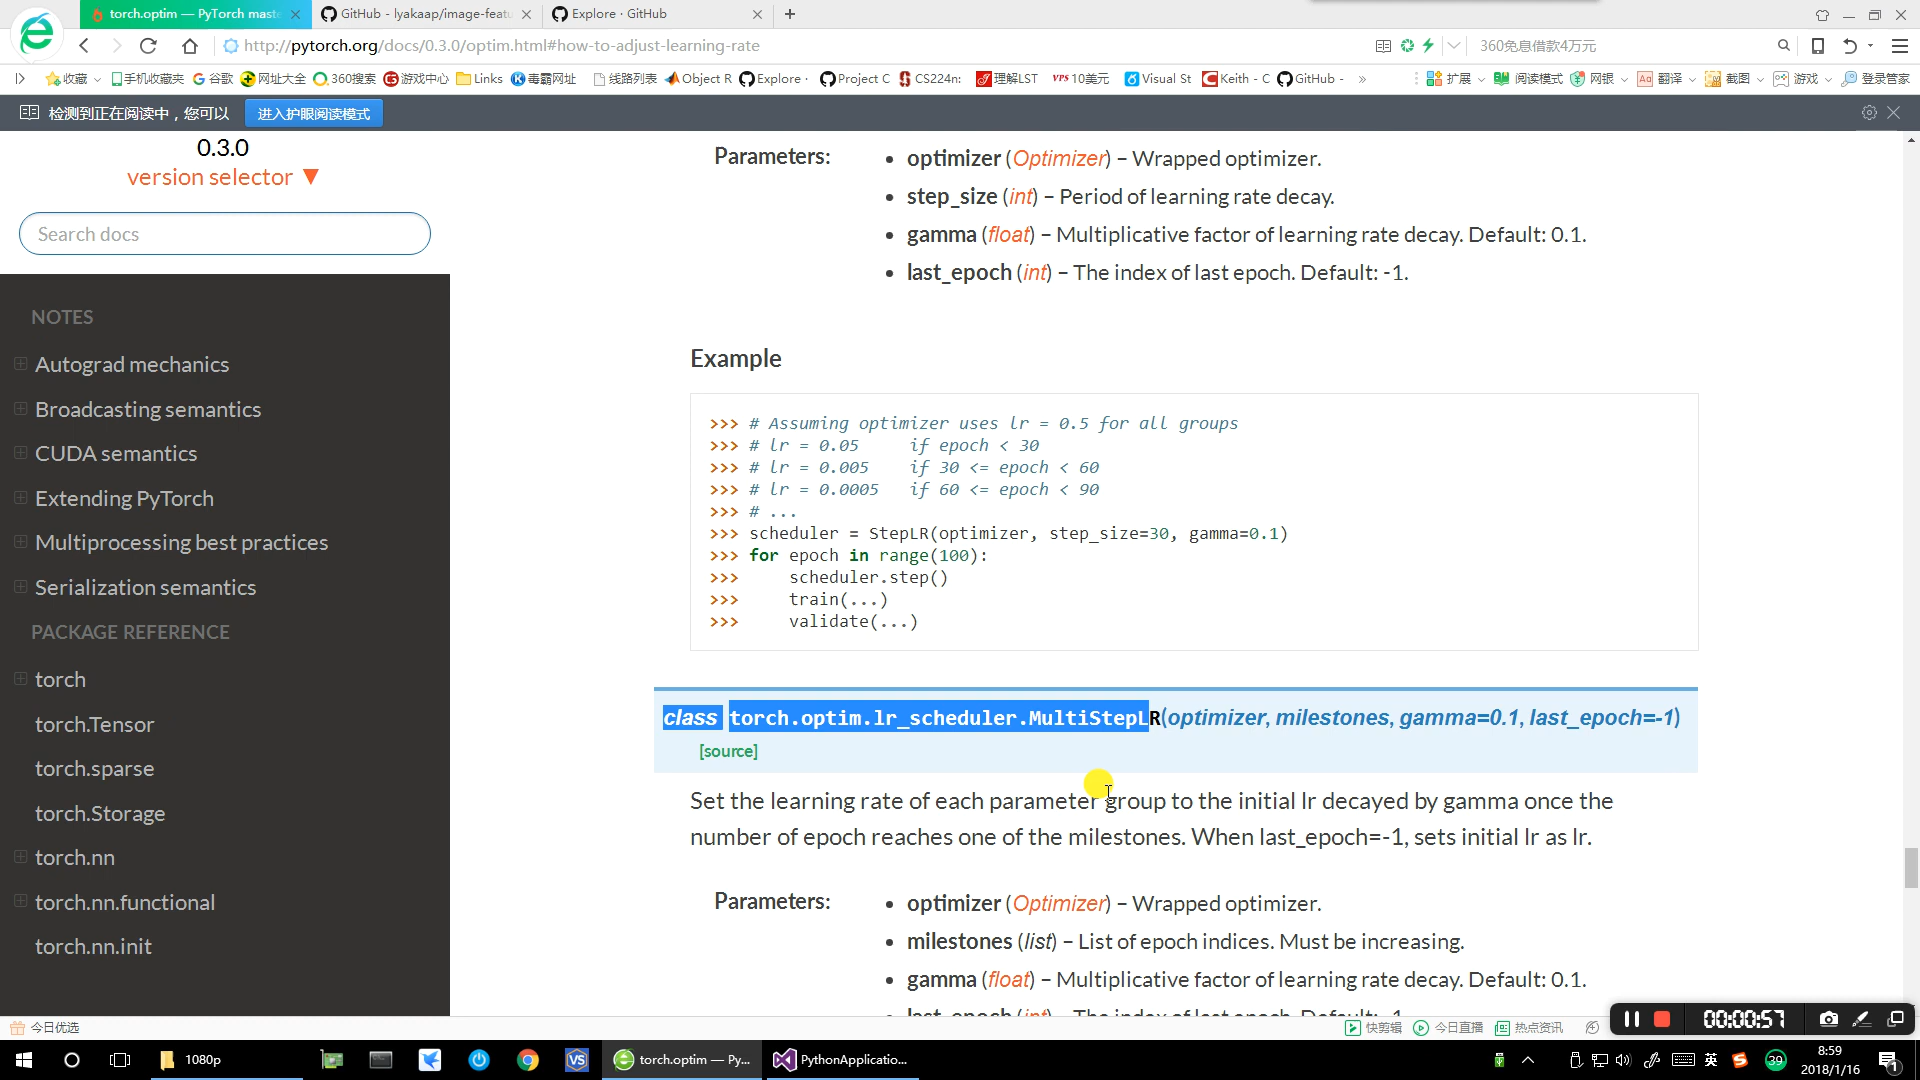 torch.optim — PyTorch mast
GitHub - lyakaap/image-featu
Explore · GitHub
http://pytorch.org/docs/0.3.0/optim.html#how-to-adjust-learning-rate
360免息借款4万元
收藏 手机收藏夹 谷歌 网址大全 360搜索 游戏中心 Links 毒霸网址 线路列表 Object R Explore · Project C CS224n: 理解LST VPS 10美元 Visual St Keith - C GitHub - » 扩展 阅读模式 网银 翻译 截图 游戏 登录管家
检测到正在阅读中，您可以 进入护眼阅读模式
0.3.0
version selector ▼
Search docs
NOTES
Autograd mechanics
Broadcasting semantics
CUDA semantics
Extending PyTorch
Multiprocessing best practices
Serialization semantics
PACKAGE REFERENCE
torch
torch.Tensor
torch.sparse
torch.Storage
torch.nn
torch.nn.functional
torch.nn.init
Parameters:
• optimizer (Optimizer) – Wrapped optimizer.
• step_size (int) – Period of learning rate decay.
• gamma (float) – Multiplicative factor of learning rate decay. Default: 0.1.
• last_epoch (int) – The index of last epoch. Default: -1.
Example
>>> # Assuming optimizer uses lr = 0.5 for all groups
>>> # lr = 0.05     if epoch < 30
>>> # lr = 0.005    if 30 <= epoch < 60
>>> # lr = 0.0005   if 60 <= epoch < 90
>>> # ...
>>> scheduler = StepLR(optimizer, step_size=30, gamma=0.1)
>>> for epoch in range(100):
>>>     scheduler.step()
>>>     train(...)
>>>     validate(...)
class torch.optim.lr_scheduler.MultiStepLR(optimizer, milestones, gamma=0.1, last_epoch=-1)
[source]
Set the learning rate of each parameter group to the initial lr decayed by gamma once the
number of epoch reaches one of the milestones. When last_epoch=-1, sets initial lr as lr.
Parameters:
• optimizer (Optimizer) – Wrapped optimizer.
• milestones (list) – List of epoch indices. Must be increasing.
• gamma (float) – Multiplicative factor of learning rate decay. Default: 0.1.
last_epoch (int) – The index of last epoch. Default: -1.
今日优选
快剪辑 今日直播 热点资讯
00:00:57
1080p
torch.optim — Py...
PythonApplicatio...
英
39
8:59
2018/1/16
1